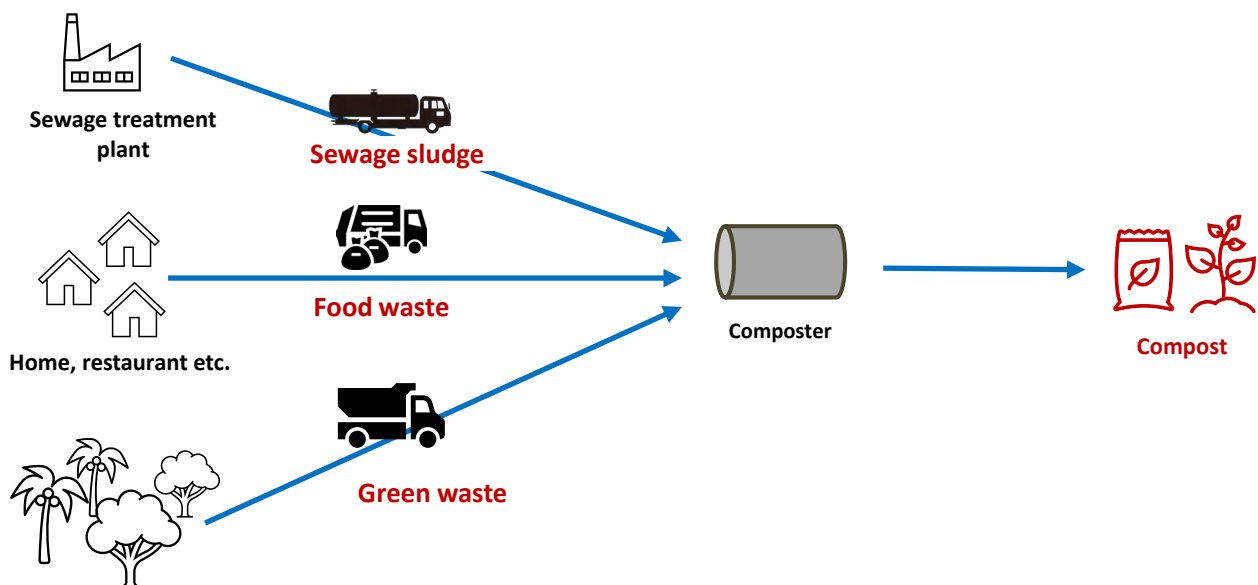 Sewage treatment
plant
Sewage sludge
Home, restaurant etc.
Food waste
Green waste
Composter
Compost